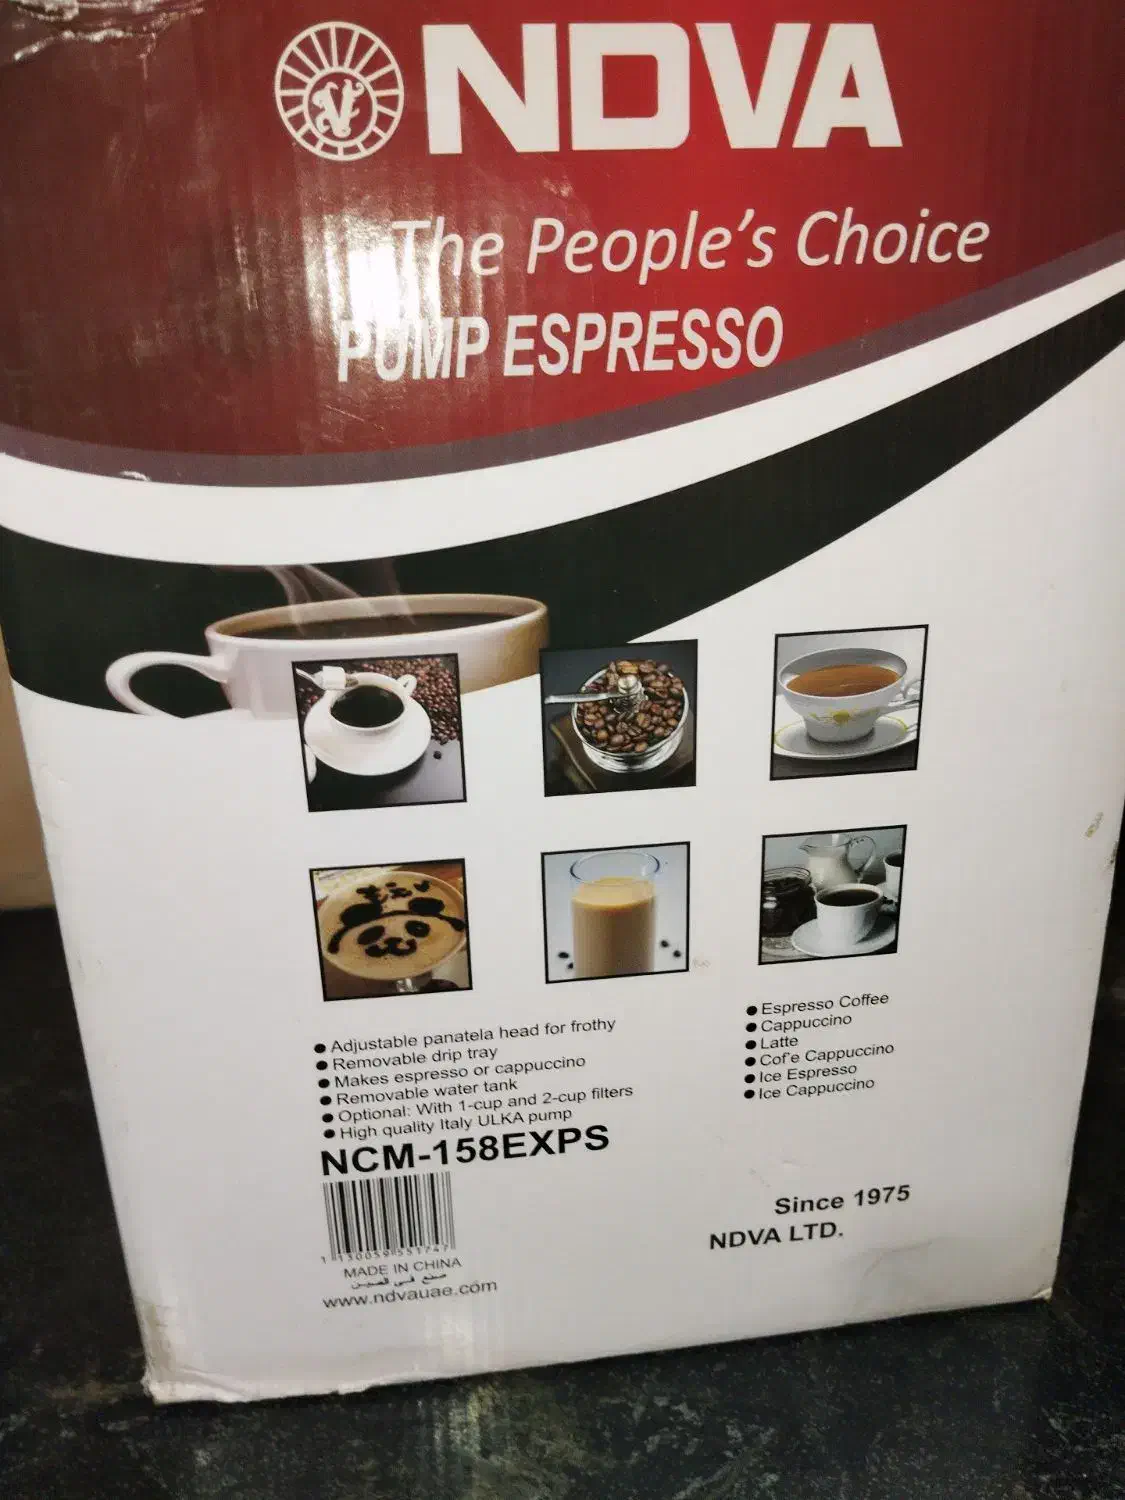 NDVA
The People's Choice
PUMP ESPRESSO
● Adjustable panatela head for frothy
● Removable drip tray
● Makes espresso or cappuccino
● Removable water tank
● Optional: With 1-cup and 2-cup filters
● High quality Italy ULKA pump
NCM-158EXPS
● Espresso Coffee
● Cappuccino
● Latte
● Cof'e Cappuccino
● Ice Espresso
● Ice Cappuccino
1 130059 551747
MADE IN CHINA
صنع في الصين
www.ndvauae.com
Since 1975
NDVA LTD.